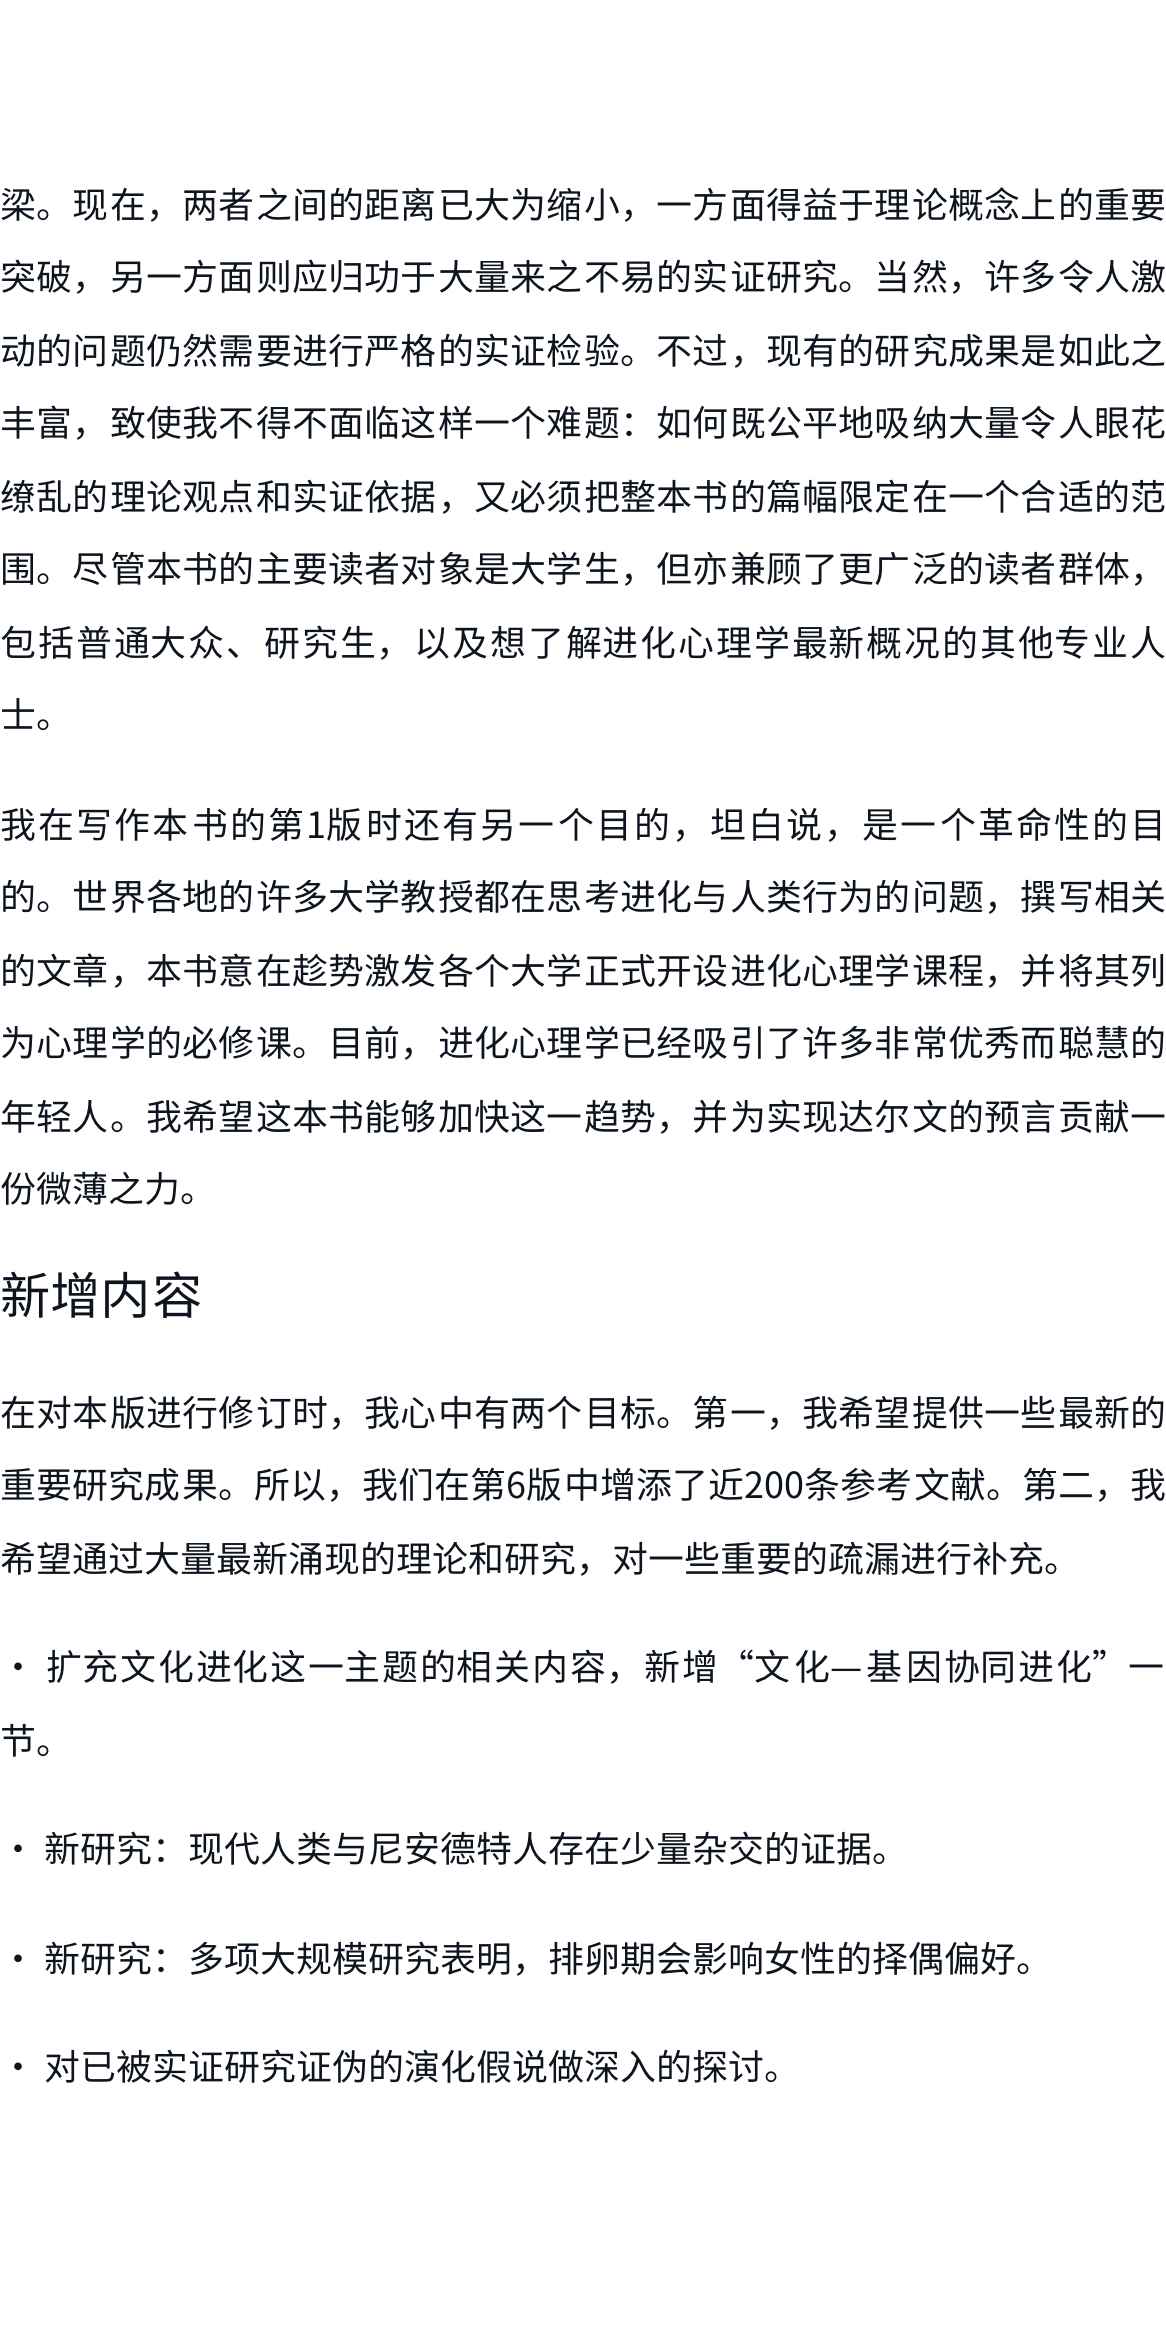 梁。现在，两者之间的距离已大为缩小，一方面得益于理论概念上的重要
突破，另一方面则应归功于大量来之不易的实证研究。当然，许多令人激
动的问题仍然需要进行严格的实证检验。不过，现有的研究成果是如此之
丰富，致使我不得不面临这样一个难题：如何既公平地吸纳大量令人眼花
缭乱的理论观点和实证依据，又必须把整本书的篇幅限定在一个合适的范
围。尽管本书的主要读者对象是大学生，但亦兼顾了更广泛的读者群体，
包括普通大众、研究生，以及想了解进化心理学最新概况的其他专业人
士。
我在写作本书的第1版时还有另一个目的，坦白说，是一个革命性的目
的。世界各地的许多大学教授都在思考进化与人类行为的问题，撰写相关
的文章，本书意在趁势激发各个大学正式开设进化心理学课程，并将其列
为心理学的必修课。目前，进化心理学已经吸引了许多非常优秀而聪慧的
年轻人。我希望这本书能够加快这一趋势，并为实现达尔文的预言贡献一
份微薄之力。
新增内容
在对本版进行修订时，我心中有两个目标。第一，我希望提供一些最新的
重要研究成果。所以，我们在第6版中增添了近200条参考文献。第二，我
希望通过大量最新涌现的理论和研究，对一些重要的疏漏进行补充。
· 扩充文化进化这一主题的相关内容，新增“文化—基因协同进化”一
节。
· 新研究：现代人类与尼安德特人存在少量杂交的证据。
· 新研究：多项大规模研究表明，排卵期会影响女性的择偶偏好。
· 对已被实证研究证伪的演化假说做深入的探讨。